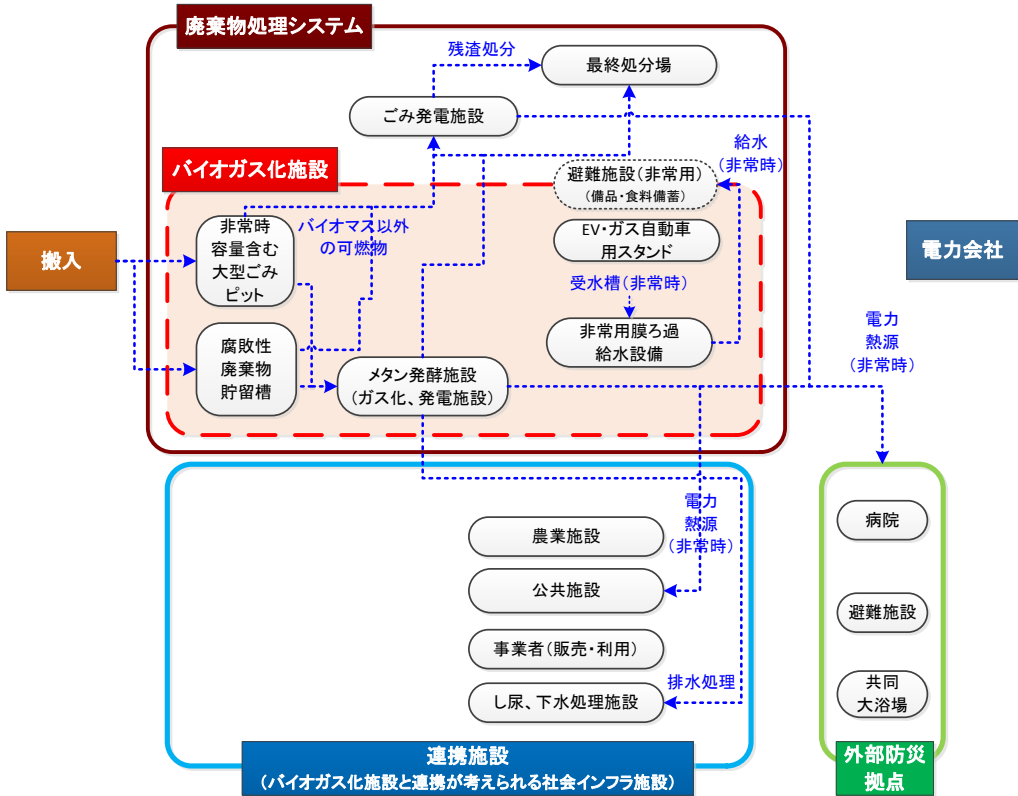 廃棄物処理システム
残渣処分
最終処分場
ごみ発電施設
給水
(非常時)
バイオガス化施設
避難施設(非常用)
(備品・食料備蓄)
非常時
容量含む
大型ごみ
ピット
バイオマス以外
の可燃物
EV・ガス自動車
用スタンド
搬入
電力会社
受水槽(非常時)
非常用膜ろ過
給水設備
電力
熱源
(非常時)
腐敗性
廃棄物
貯留槽
メタン発酵施設
(ガス化、発電施設)
電力
熱源
(非常時)
農業施設
公共施設
事業者(販売・利用)
排水処理
し尿、下水処理施設
病院
避難施設
共同
大浴場
連携施設
(バイオガス化施設と連携が考えられる社会インフラ施設)
外部防災
拠点